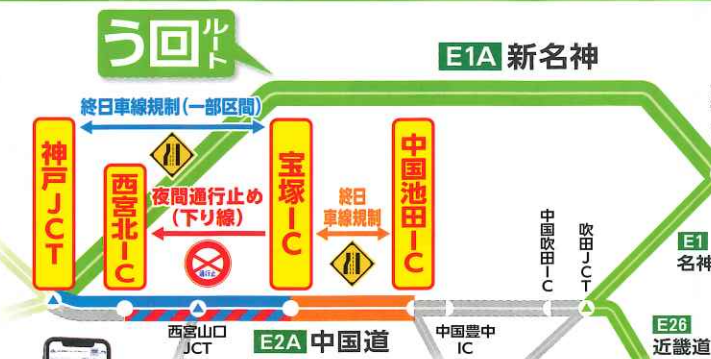 う回ルート
E1A 新名神
終日車線規制(一部区間)
神戸JCT
西宮北IC
夜間通行止め
(下り線)
通行止
宝塚IC
終日
車線規制
中国池田IC
中国吹田IC
吹田JCT
E1
名神
西宮山口
JCT
E2A 中国道
中国豊中
IC
E26
近畿道